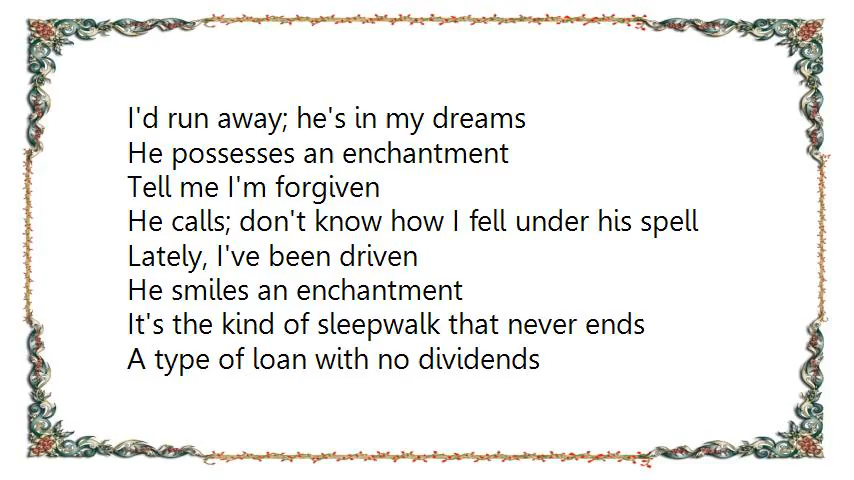 I'd run away; he's in my dreams
He possesses an enchantment
Tell me I'm forgiven
He calls; don't know how I fell under his spell
Lately, I've been driven
He smiles an enchantment
It's the kind of sleepwalk that never ends
A type of loan with no dividends